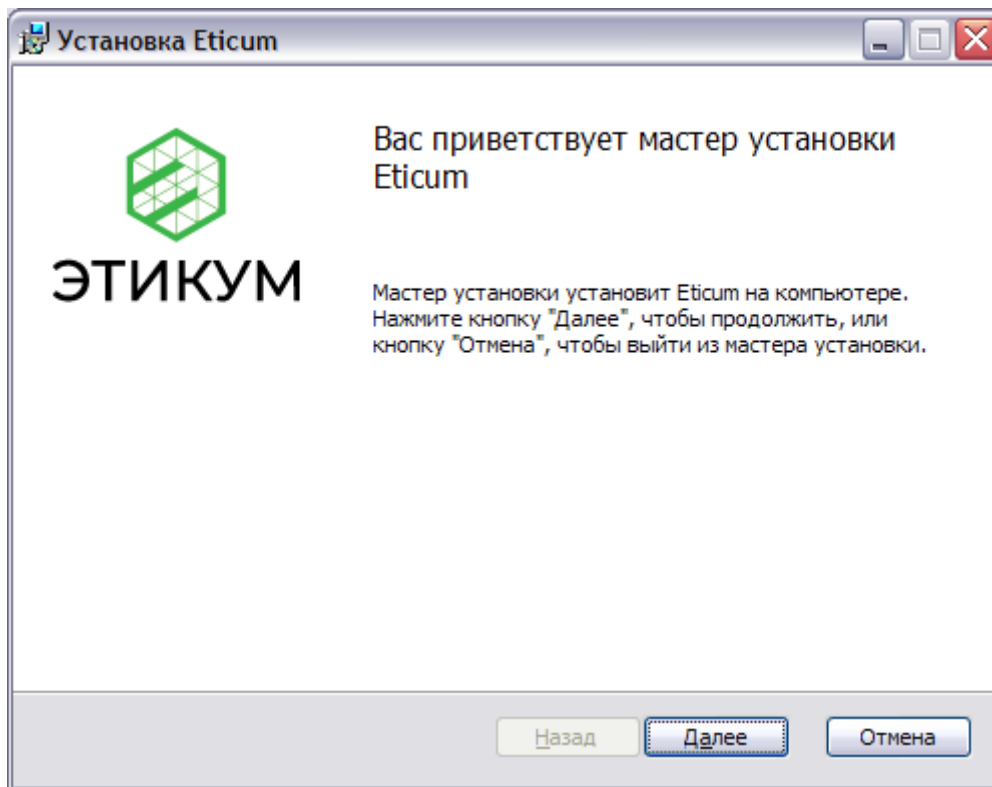 Установка Eticum
ЭТИКУМ
Вас приветствует мастер установки
Eticum
Мастер установки установит Eticum на компьютере.
Нажмите кнопку "Далее", чтобы продолжить, или
кнопку "Отмена", чтобы выйти из мастера установки.
Назад
Далее
Отмена